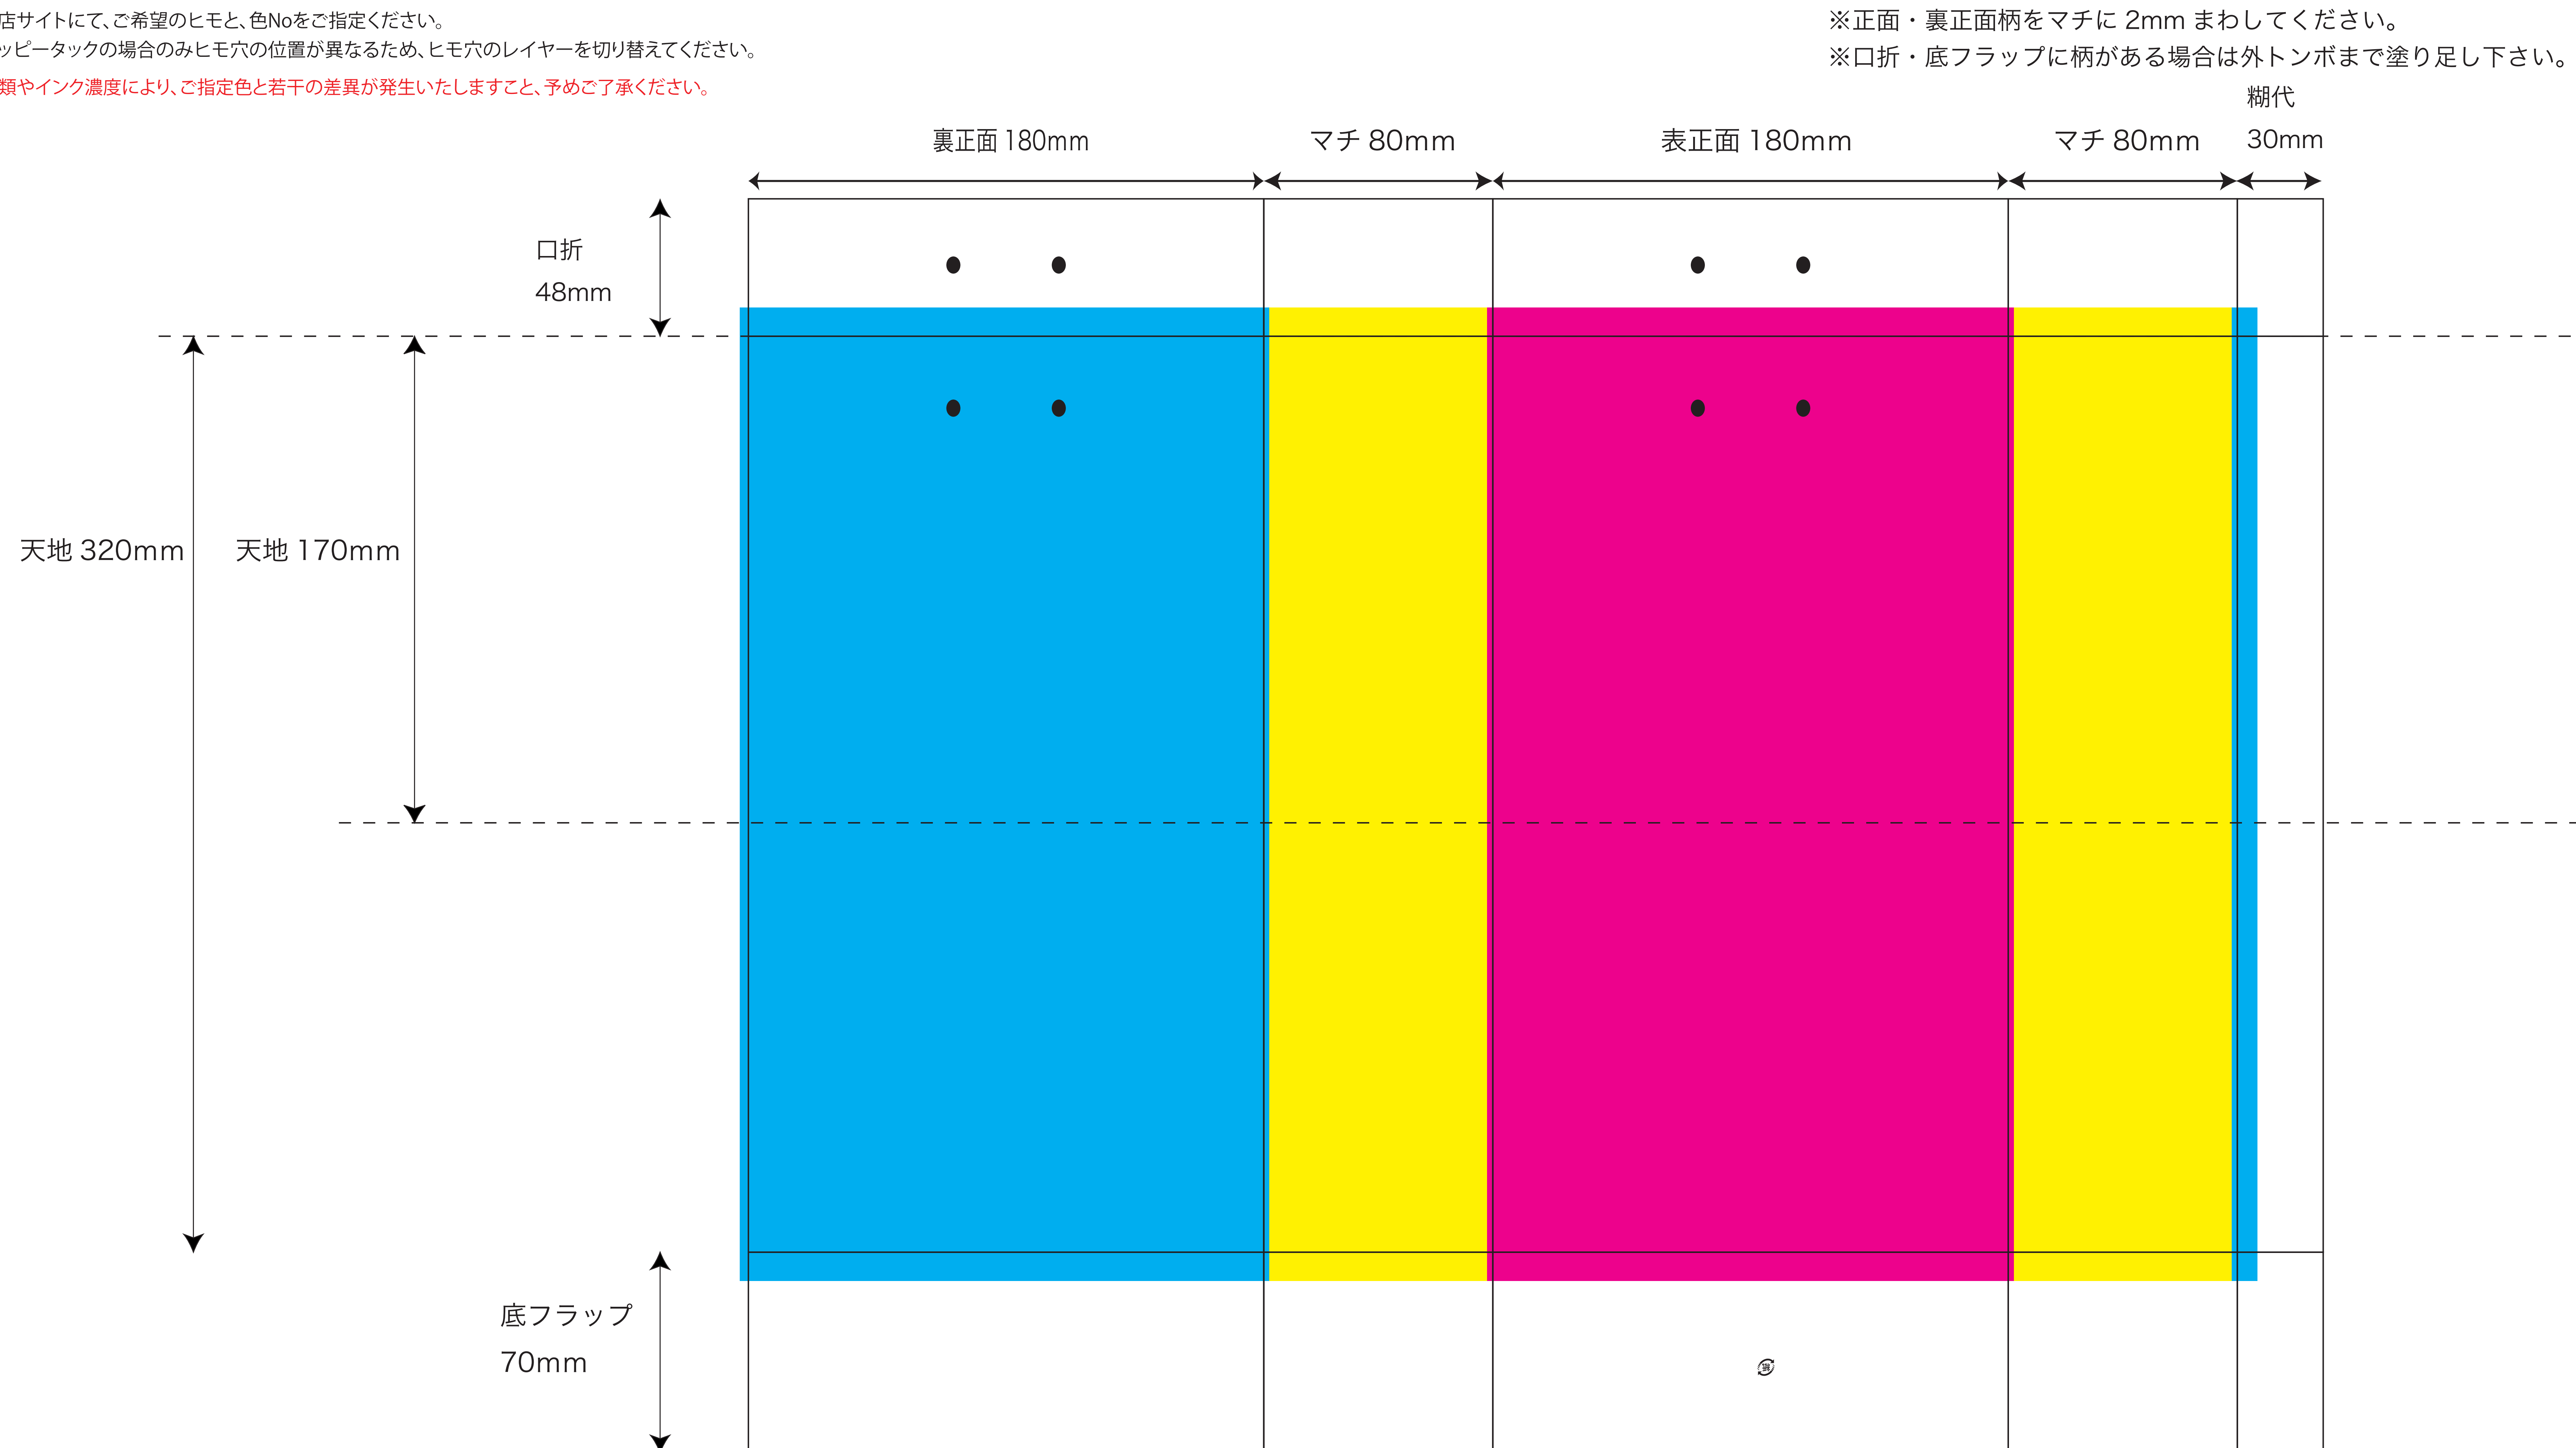 店サイトにて、ご希望のヒモと、色Noをご指定ください。
ッピータックの場合のみヒモ穴の位置が異なるため、ヒモ穴のレイヤーを切り替えてください。
類やインク濃度により、ご指定色と若干の差異が発生いたしますこと、予めご了承ください。
※正面・裏正面柄をマチに 2mm まわしてください。
※口折・底フラップに柄がある場合は外トンボまで塗り足し下さい。
糊代
30mm
裏正面 180mm
マチ 80mm
表正面 180mm
マチ 80mm
口折
48mm
天地 320mm
天地 170mm
底フラップ
70mm